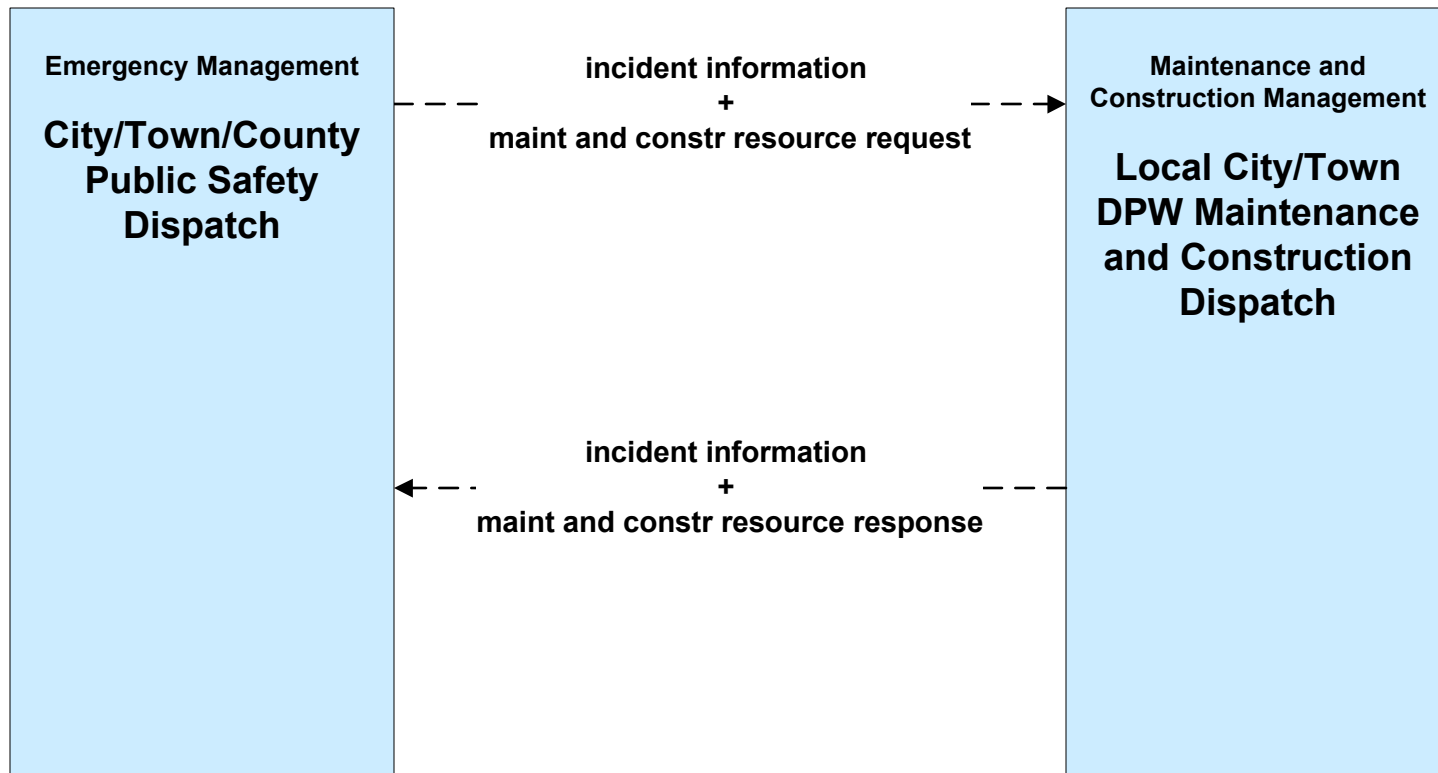 Emergency Management
City/Town/County
Public Safety
Dispatch
incident information
+
maint and constr resource request
Maintenance and
Construction Management
Local City/Town
DPW Maintenance
and Construction
Dispatch
incident information
+
maint and constr resource response